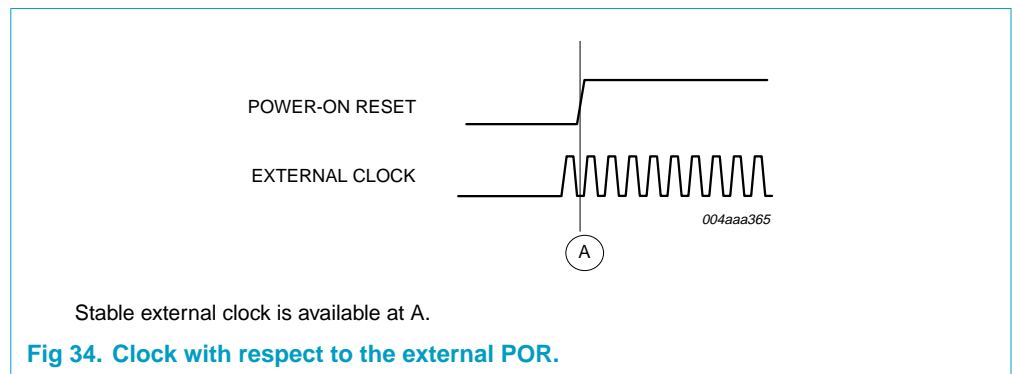 POWER-ON RESET
EXTERNAL CLOCK
004aaa365
A
Stable external clock is available at A.
Fig 34. Clock with respect to the external POR.